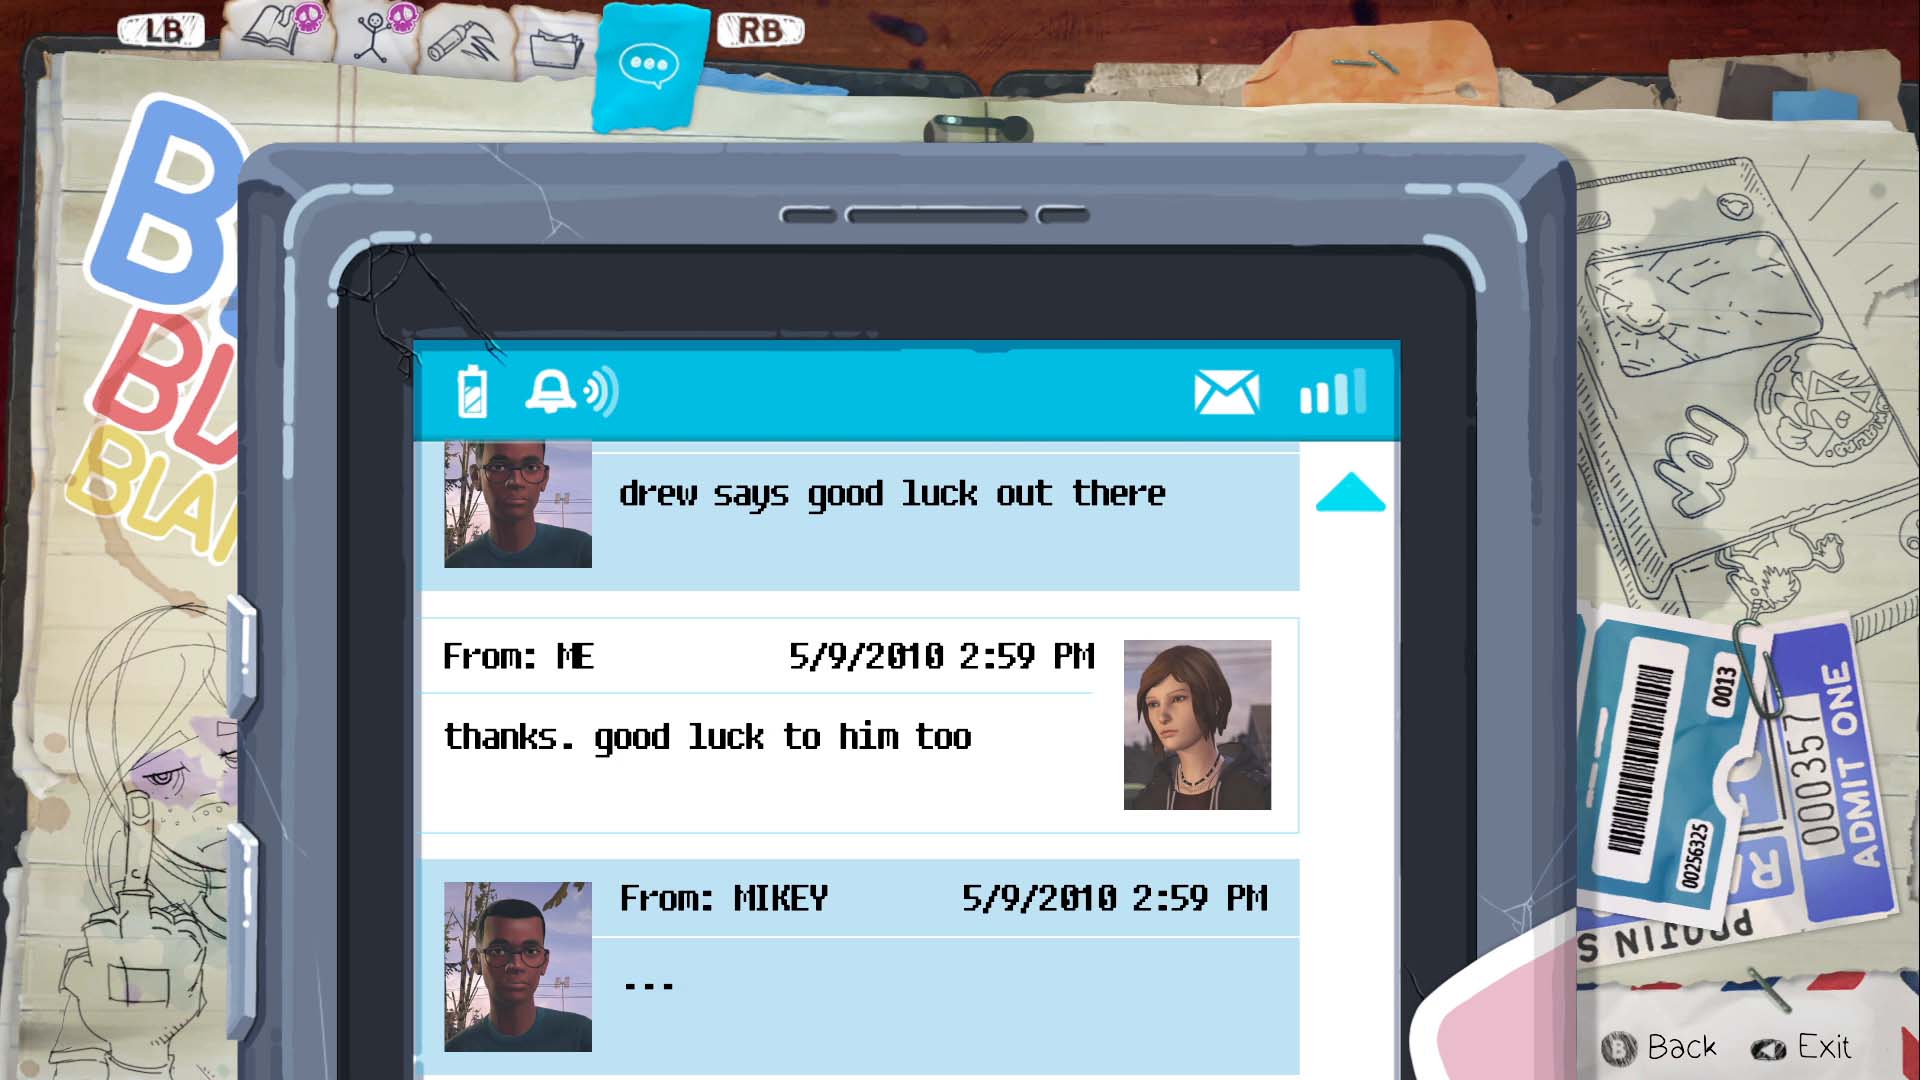 LB
RB
drew says good luck out there
From: ME 5/9/2010 2:59 PM
thanks. good luck to him too
From: MIKEY 5/9/2010 2:59 PM
...
0013
00256325
000357
ADMIT ONE
Back
Exit